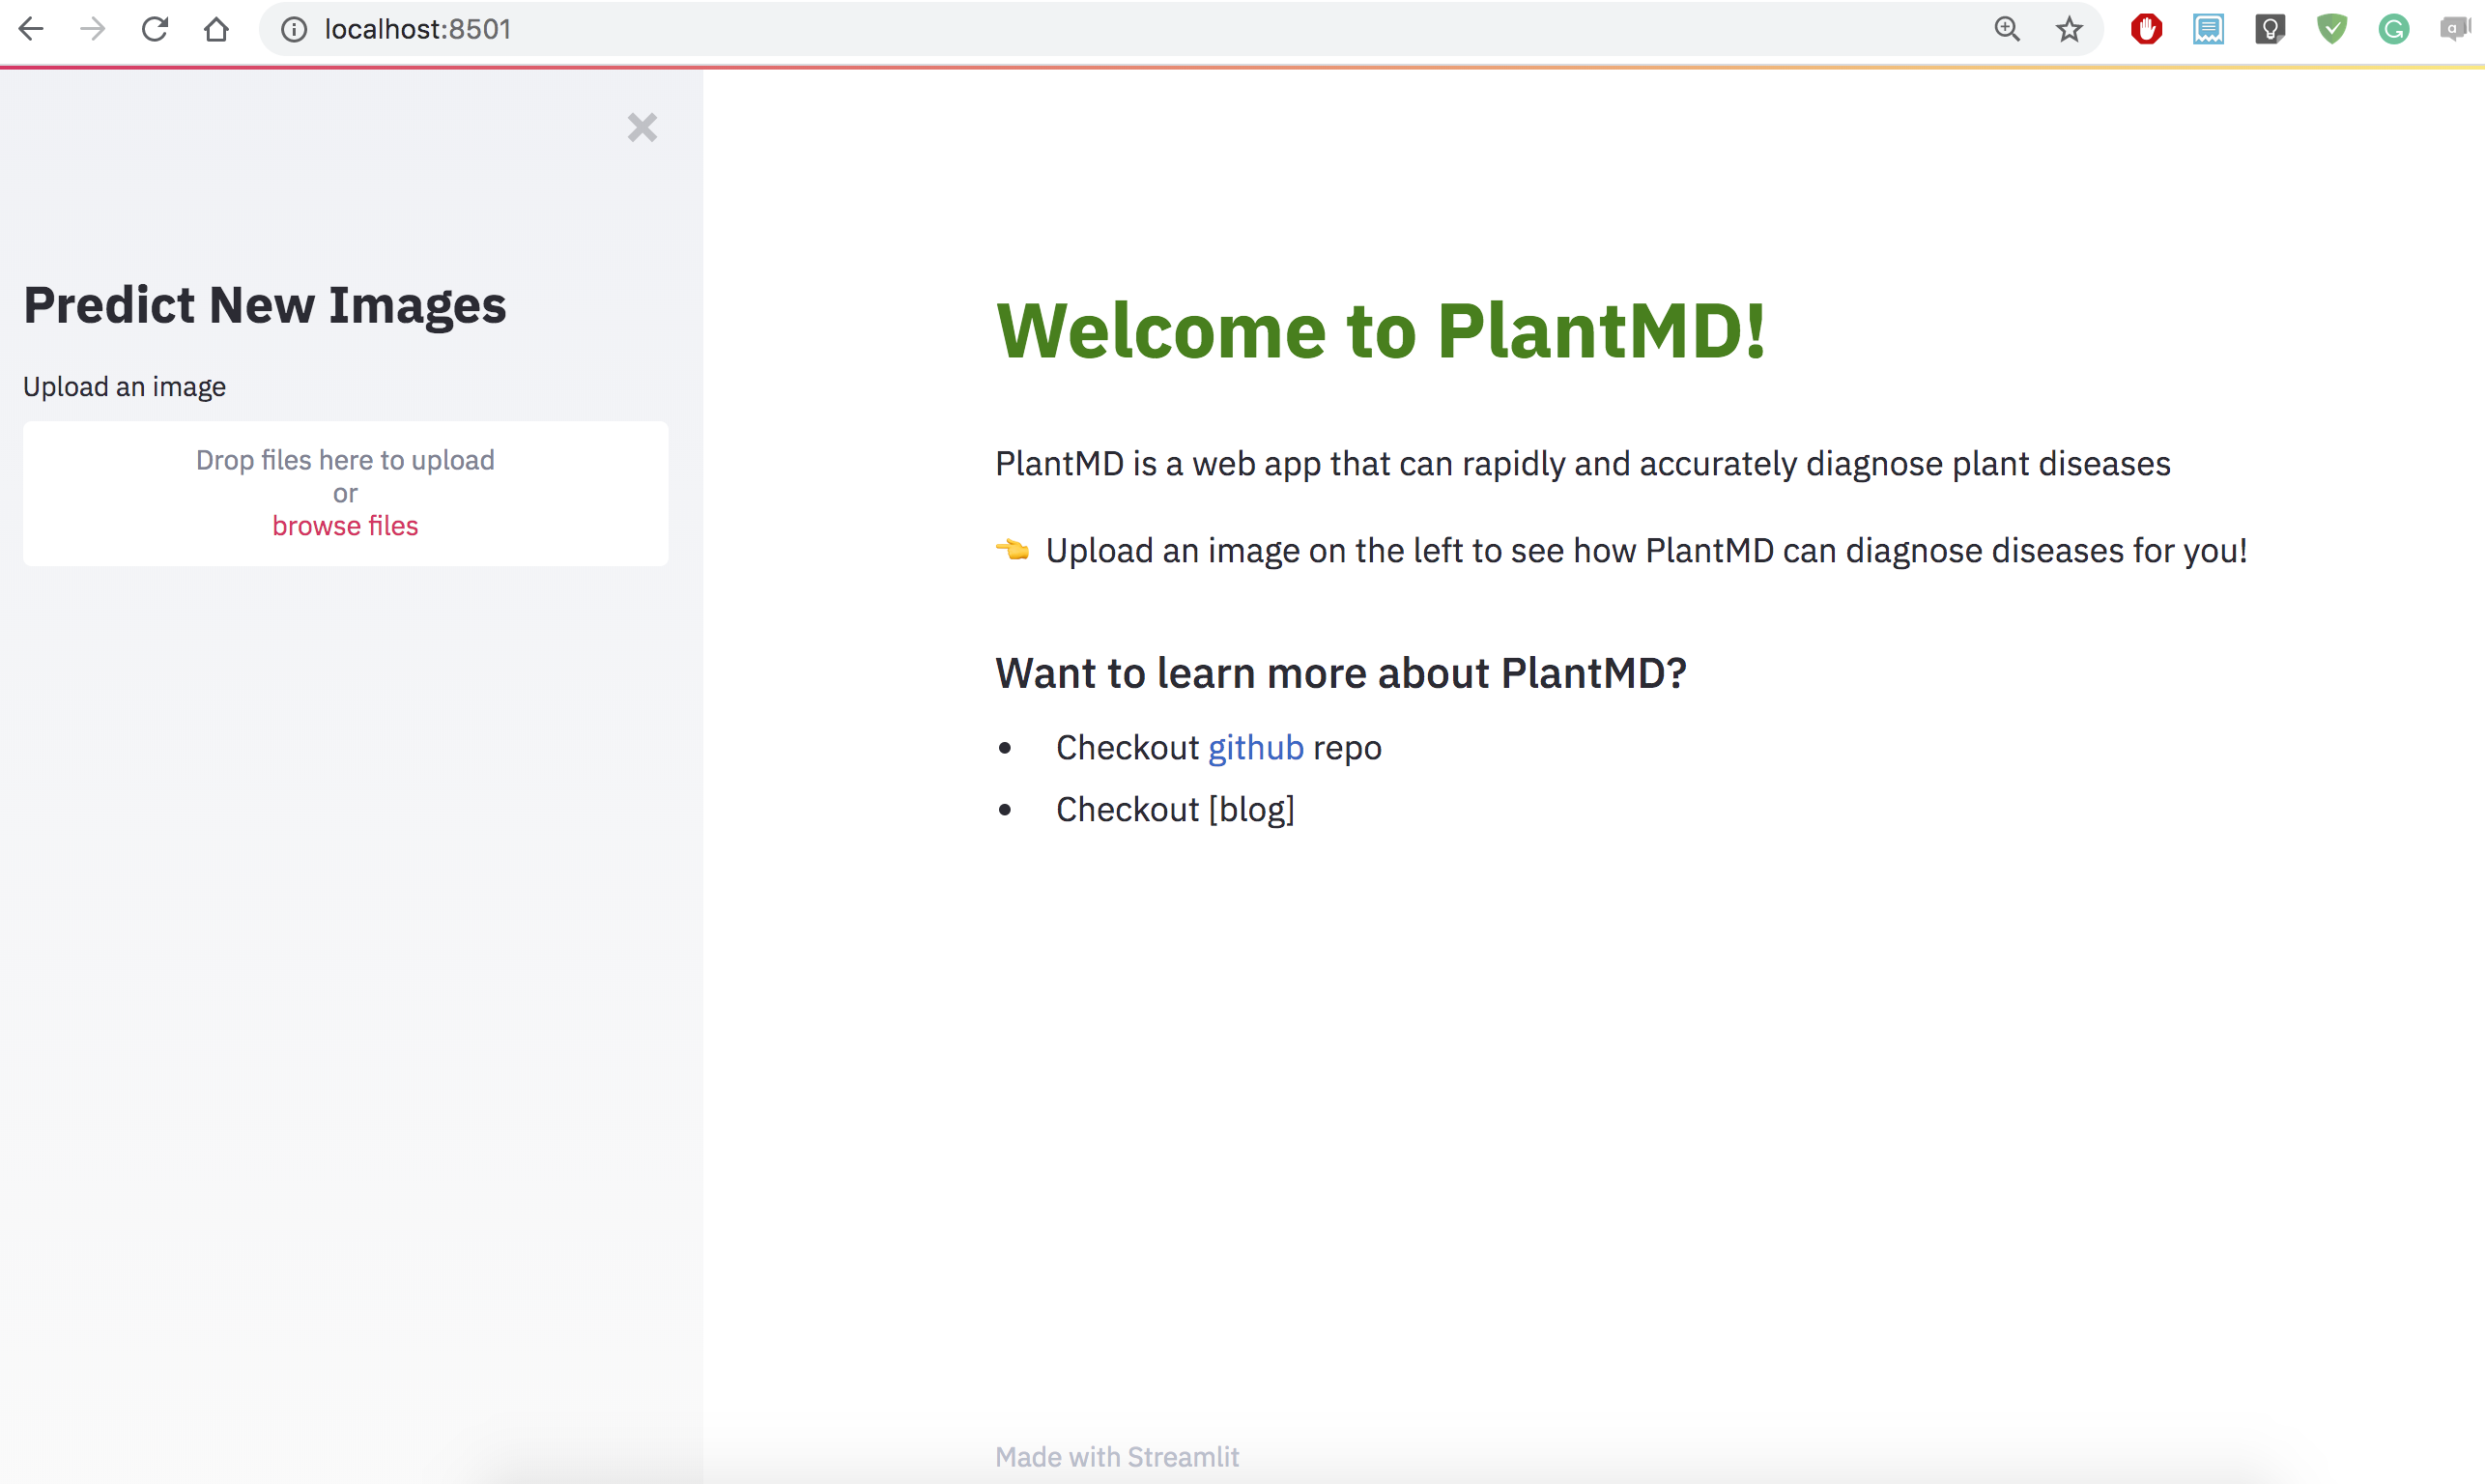 localhost:8501
Predict New Images
Upload an image
Drop files here to upload
or
browse files
Welcome to PlantMD!
PlantMD is a web app that can rapidly and accurately diagnose plant diseases
👈 Upload an image on the left to see how PlantMD can diagnose diseases for you!
Want to learn more about PlantMD?
• Checkout github repo
• Checkout [blog]
Made with Streamlit